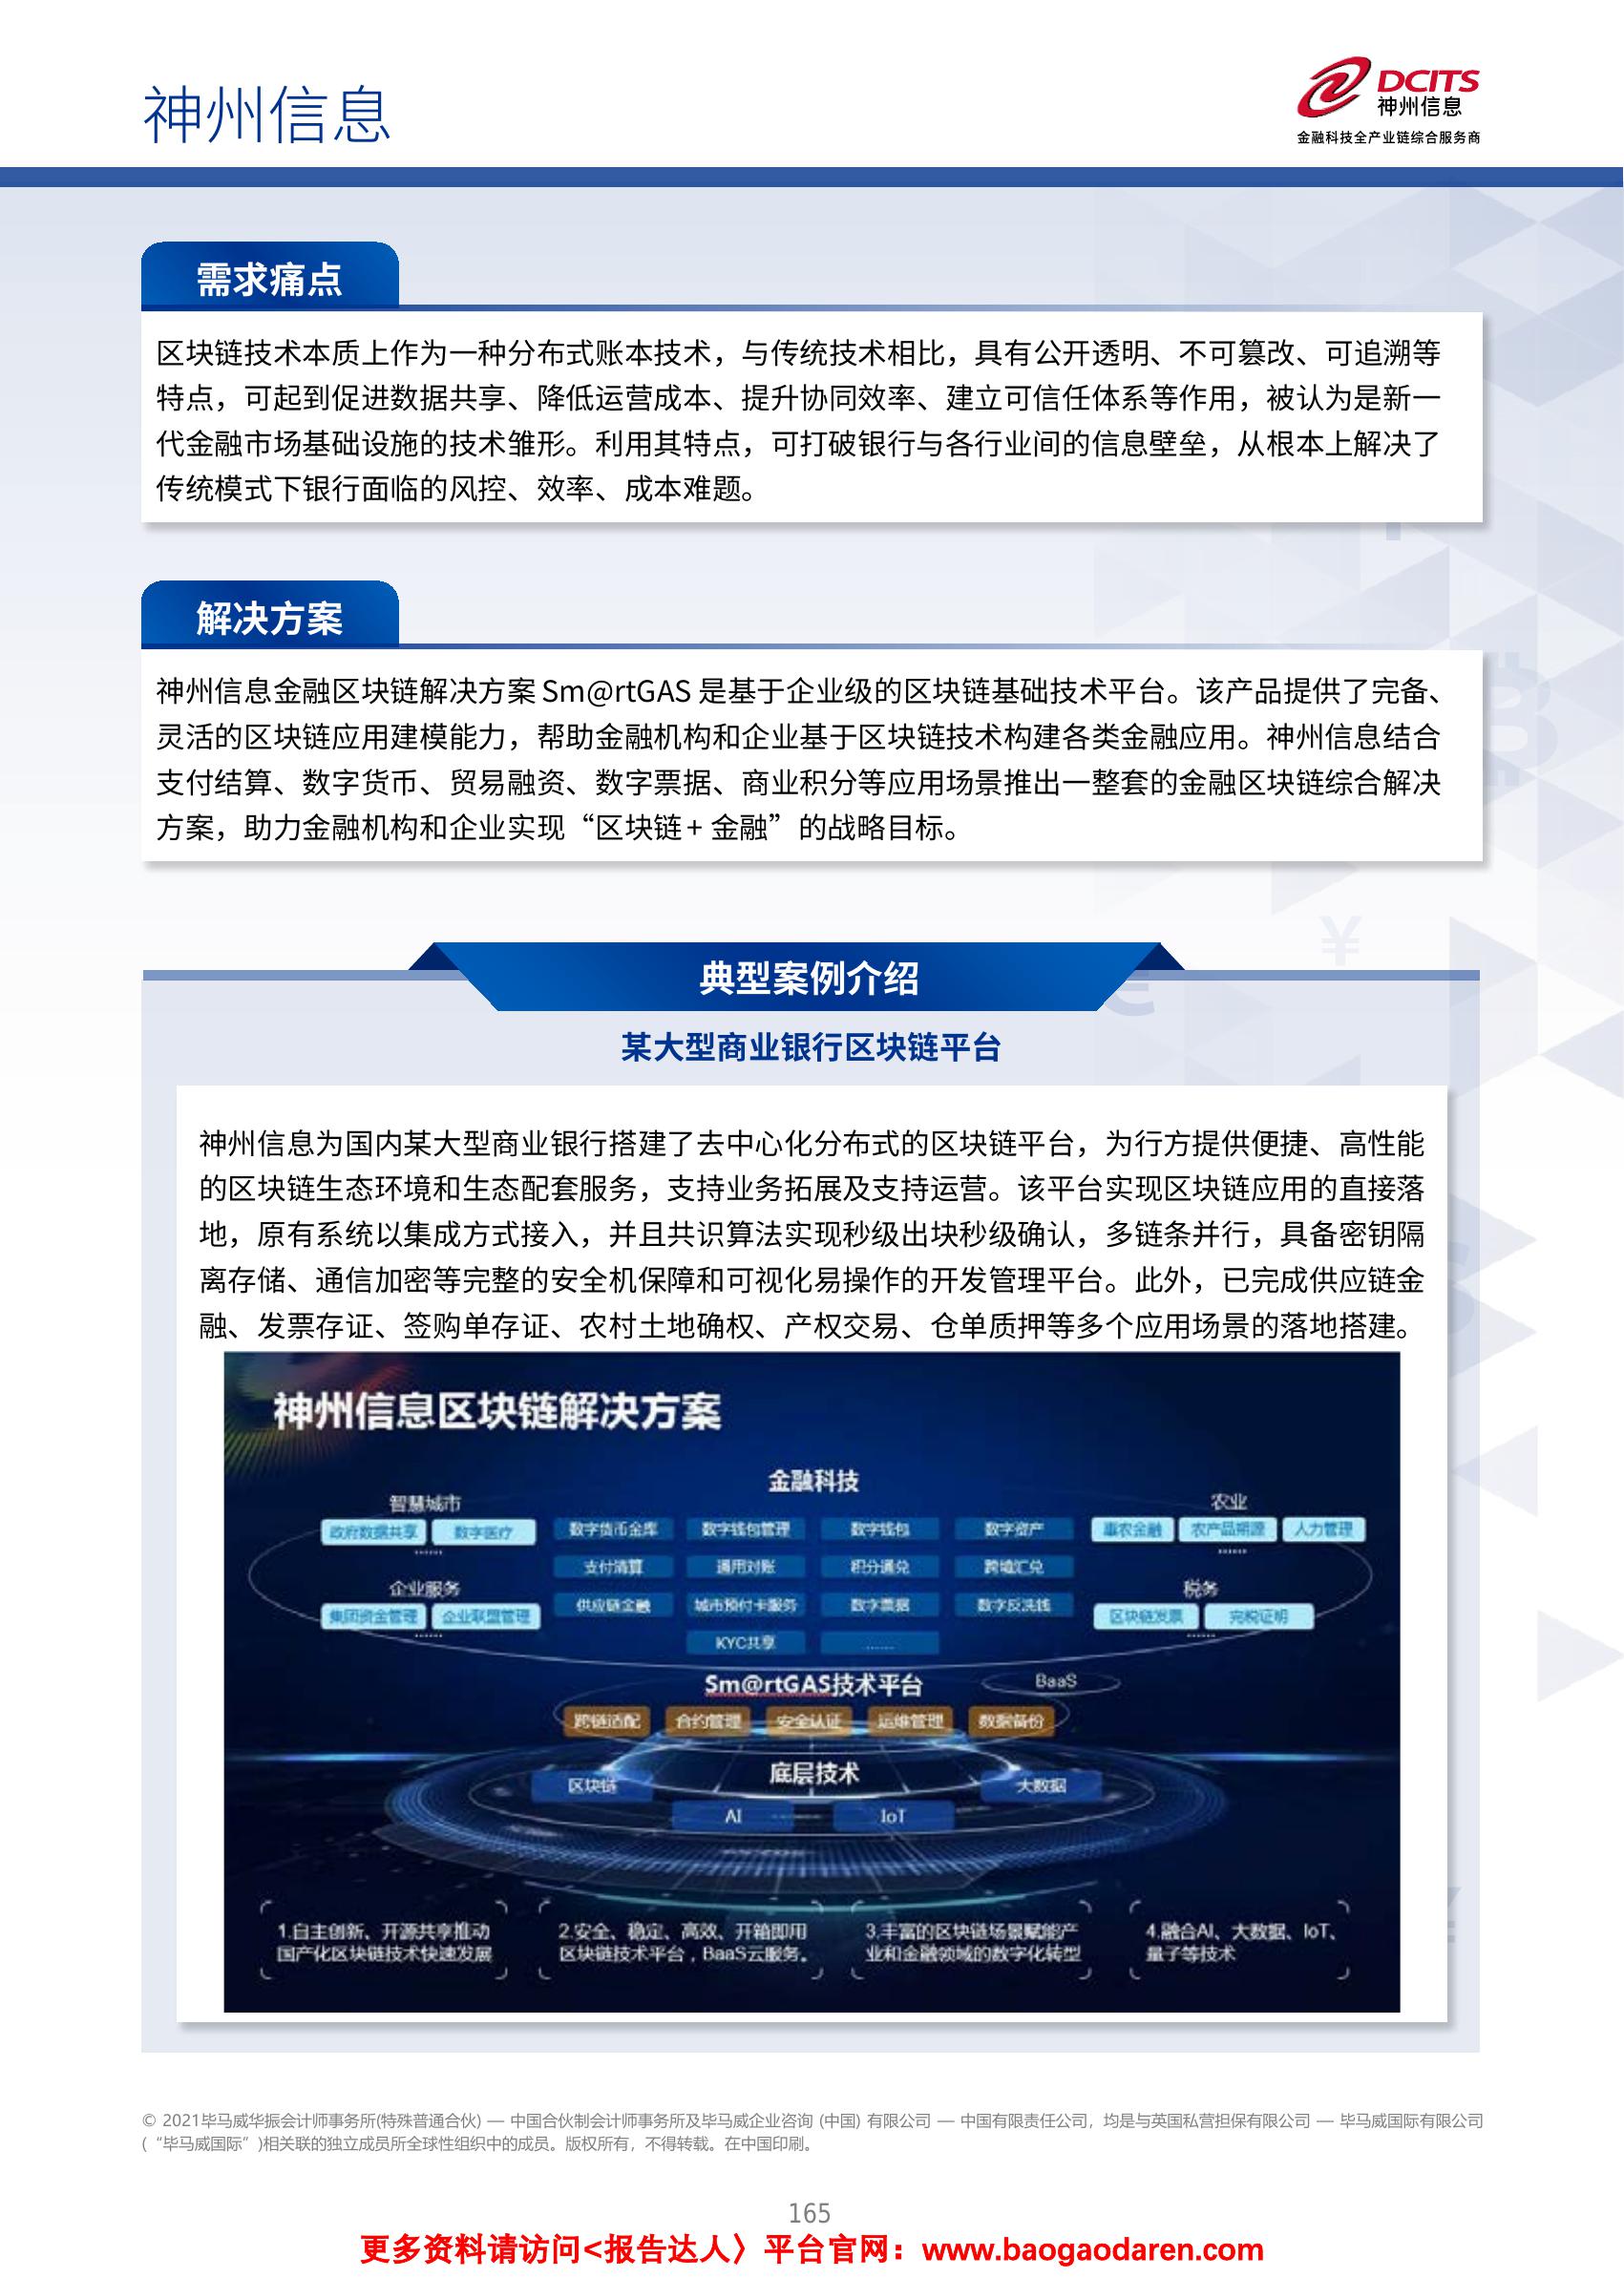 神州信息
DCITS
神州信息
金融科技全产业链综合服务商
需求痛点
区块链技术本质上作为一种分布式账本技术，与传统技术相比，具有公开透明、不可篡改、可追溯等
特点，可起到促进数据共享、降低运营成本、提升协同效率、建立可信任体系等作用，被认为是新一
代金融市场基础设施的技术雏形。利用其特点，可打破银行与各行业间的信息壁垒，从根本上解决了
传统模式下银行面临的风控、效率、成本难题。
解决方案
神州信息金融区块链解决方案 Sm@rtGAS 是基于企业级的区块链基础技术平台。该产品提供了完备、
灵活的区块链应用建模能力，帮助金融机构和企业基于区块链技术构建各类金融应用。神州信息结合
支付结算、数字货币、贸易融资、数字票据、商业积分等应用场景推出一整套的金融区块链综合解决
方案，助力金融机构和企业实现“区块链 + 金融”的战略目标。
典型案例介绍
某大型商业银行区块链平台
神州信息为国内某大型商业银行搭建了去中心化分布式的区块链平台，为行方提供便捷、高性能
的区块链生态环境和生态配套服务，支持业务拓展及支持运营。该平台实现区块链应用的直接落
地，原有系统以集成方式接入，并且共识算法实现秒级出块秒级确认，多链条并行，具备密钥隔
离存储、通信加密等完整的安全机保障和可视化易操作的开发管理平台。此外，已完成供应链金
融、发票存证、签购单存证、农村土地确权、产权交易、仓单质押等多个应用场景的落地搭建。
神州信息区块链解决方案
金融科技
智慧城市
农业
政府数据共享 数字医疗
数字货币金库 数字钱包管理 数字钱包 数字资产
惠农金融 农产品溯源 人力管理
......
......
支付清算 通用对账 积分通兑 跨境汇兑
企业服务
税务
集团资金管理 企业联盟管理
供应链金融 城市预付卡服务 数字票据 数字反洗钱
区块链发票 完税证明
......
......
KYC共享 ......
Sm@rtGAS技术平台
BaaS
跨链适配 合约管理 安全认证 运维管理 数据备份
底层技术
区块链
大数据
AI IoT
1.自主创新、开源共享推动
国产化区块链技术快速发展
2.安全、稳定、高效、开箱即用
区块链技术平台，BaaS云服务。
3.丰富的区块链场景赋能产
业和金融领域的数字化转型
4.融合AI、大数据、IoT、
量子等技术
© 2021毕马威华振会计师事务所(特殊普通合伙) — 中国合伙制会计师事务所及毕马威企业咨询 (中国) 有限公司 — 中国有限责任公司，均是与英国私营担保有限公司 — 毕马威国际有限公司
(“毕马威国际”)相关联的独立成员所全球性组织中的成员。版权所有，不得转载。在中国印刷。
165
更多资料请访问<报告达人〉平台官网：www.baogaodaren.com